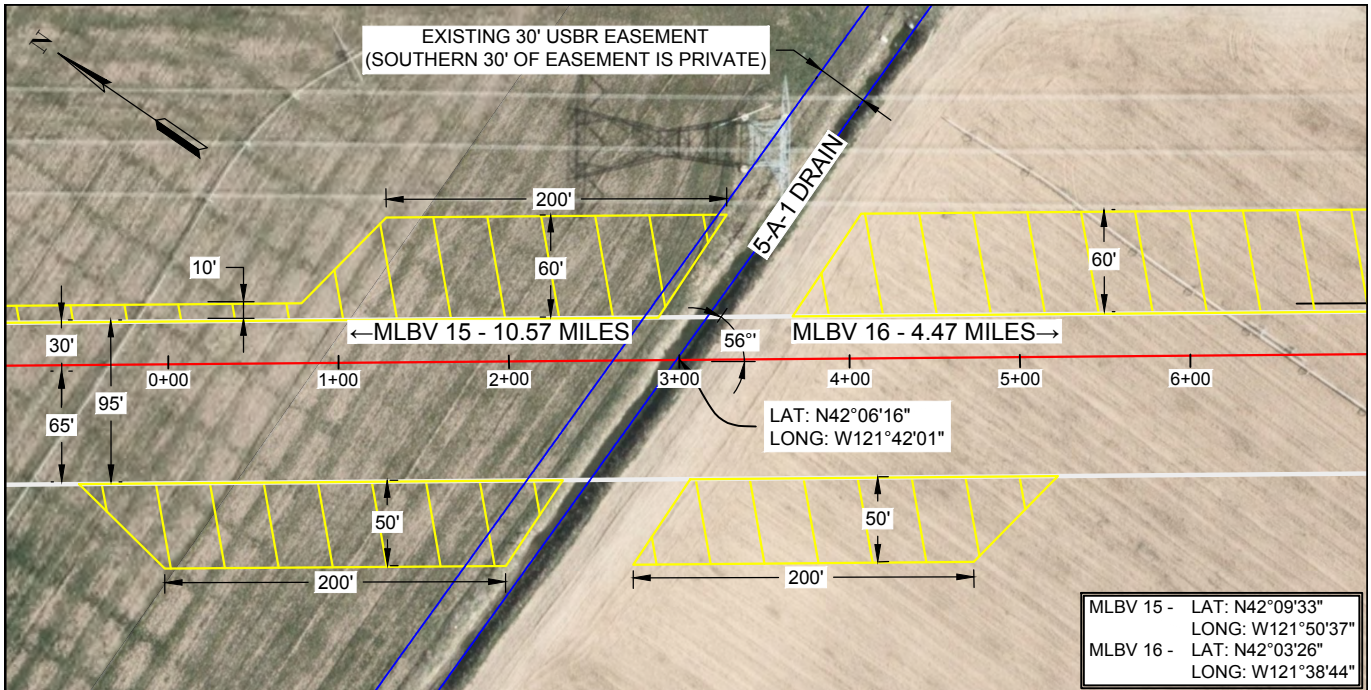 N
EXISTING 30' USBR EASEMENT
(SOUTHERN 30' OF EASEMENT IS PRIVATE)
5-A-1 DRAIN
200'
10'
60'
60'
←MLBV 15 - 10.57 MILES
56°'
MLBV 16 - 4.47 MILES→
30'
0+00
1+00
2+00
3+00
4+00
5+00
6+00
95'
65'
LAT: N42°06'16"
LONG: W121°42'01"
50'
50'
200'
200'
MLBV 15 - LAT: N42°09'33"
LONG: W121°50'37"
MLBV 16 - LAT: N42°03'26"
LONG: W121°38'44"